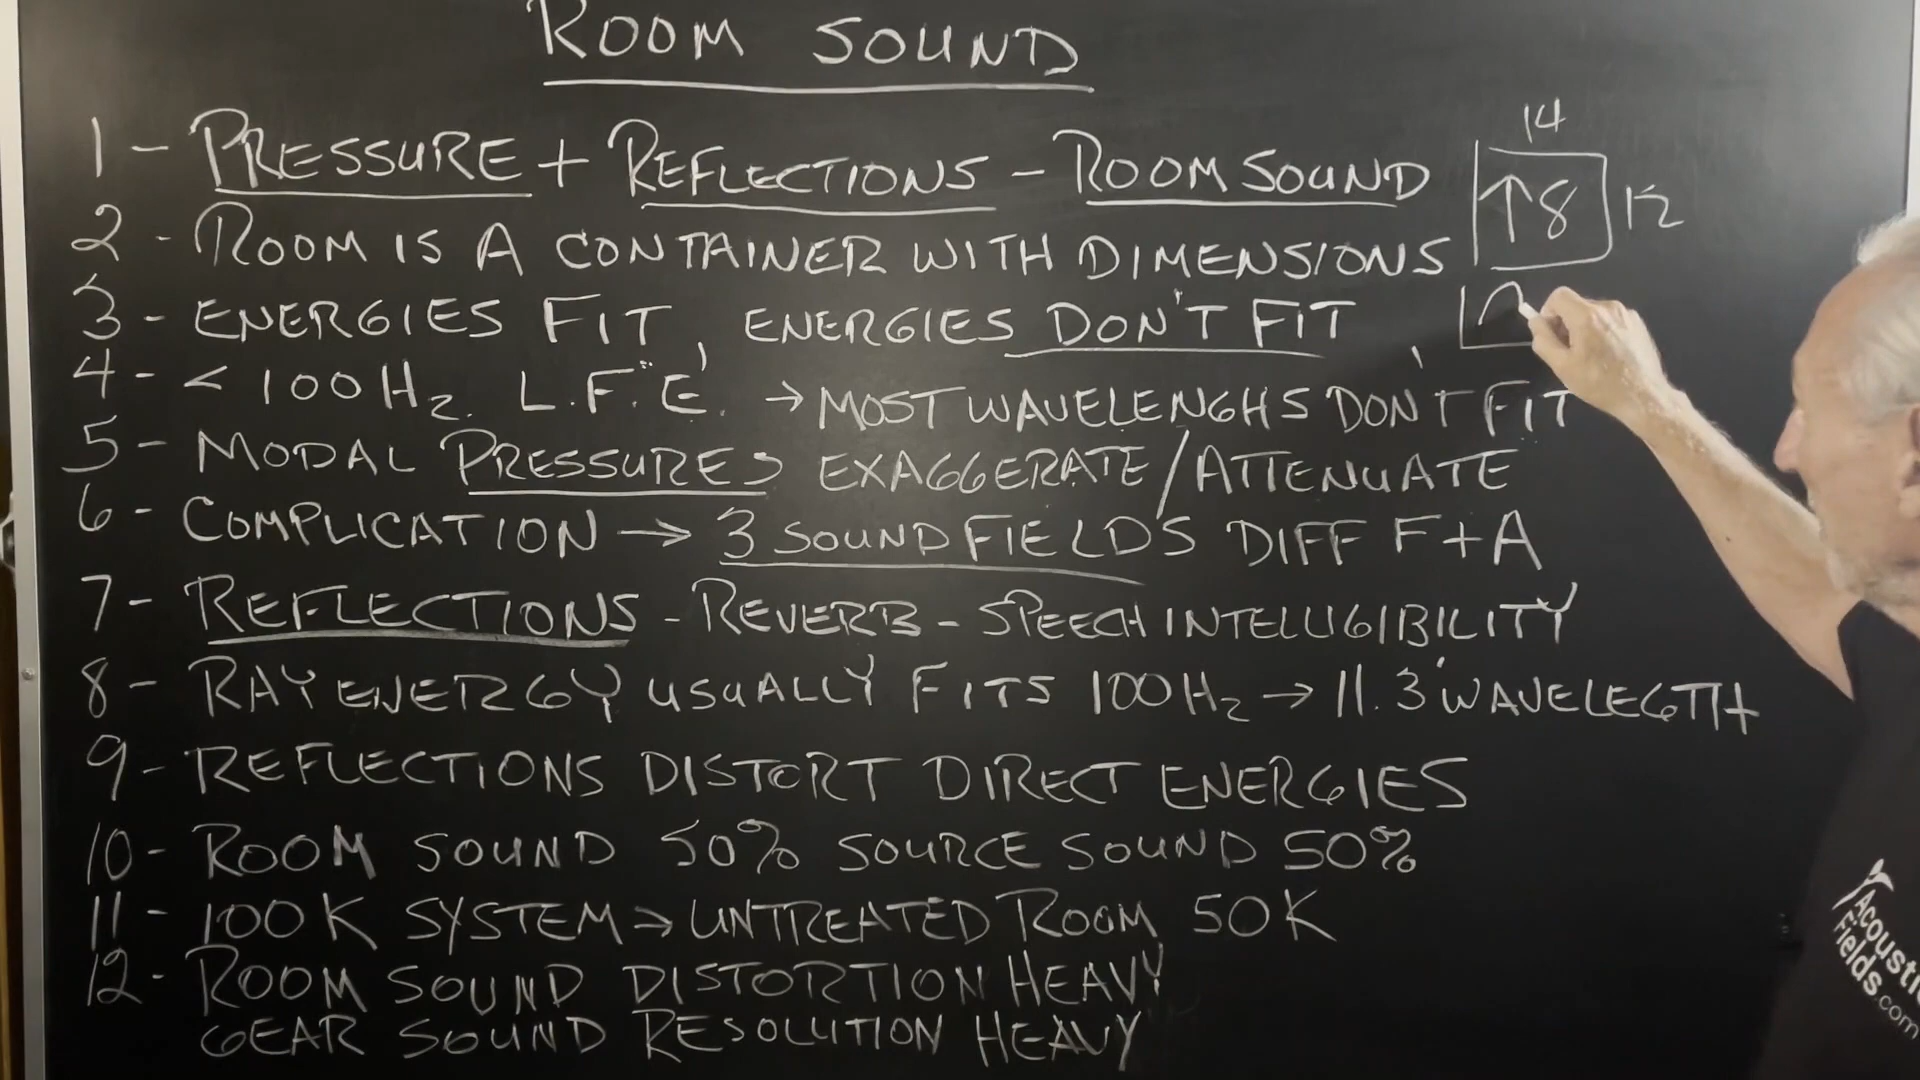 ROOM SOUND
1 - PRESSURE + REFLECTIONS - ROOM SOUND
14
↑8
12
2 - ROOM IS A CONTAINER WITH DIMENSIONS
3 - ENERGIES FIT, ENERGIES DON'T FIT
4 - < 100 Hz. L.F.E. → MOST WAVELENGHS DON'T FIT
5 - MODAL PRESSURES EXAGGERATE/ATTENUATE
6 - COMPLICATION → 3 SOUND FIELDS DIFF F+A
7 - REFLECTIONS - REVERB - SPEECH INTELLIGIBILITY
8 - RAY ENERGY USUALLY FITS 100 Hz → 11.3' WAVELEGTH
9 - REFLECTIONS DISTORT DIRECT ENERGIES
10 - ROOM SOUND 50% SOURCE SOUND 50%
11 - 100K SYSTEM → UNTREATED ROOM 50K
12 - ROOM SOUND DISTORTION HEAVY
GEAR SOUND RESOLUTION HEAVY
Acoustic
Fields.com